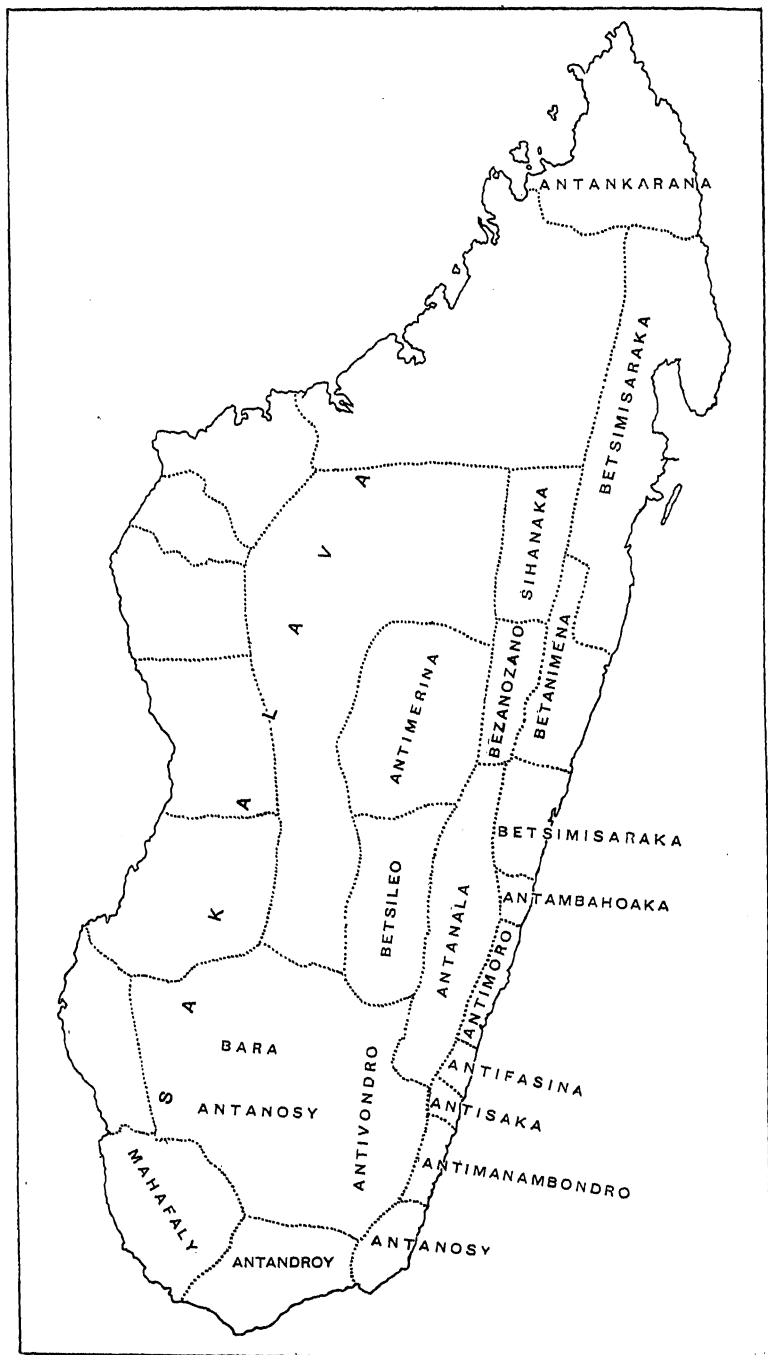 ANTANKARANA
BETSIMISARAKA
SAKALAVA
SIHANAKA
BEZANOZANO
BETANIMENA
ANTIMERINA
BETSIMISARAKA
BETSILEO
ANTANALA
ANTAMBAHOAKA
ANTIMORO
BARA
ANTIVONDRO
ANTIFASINA
ANTANOSY
ANTISAKA
MAHAFALY
ANTIMANAMBONDRO
ANTANOSY
ANTANDROY